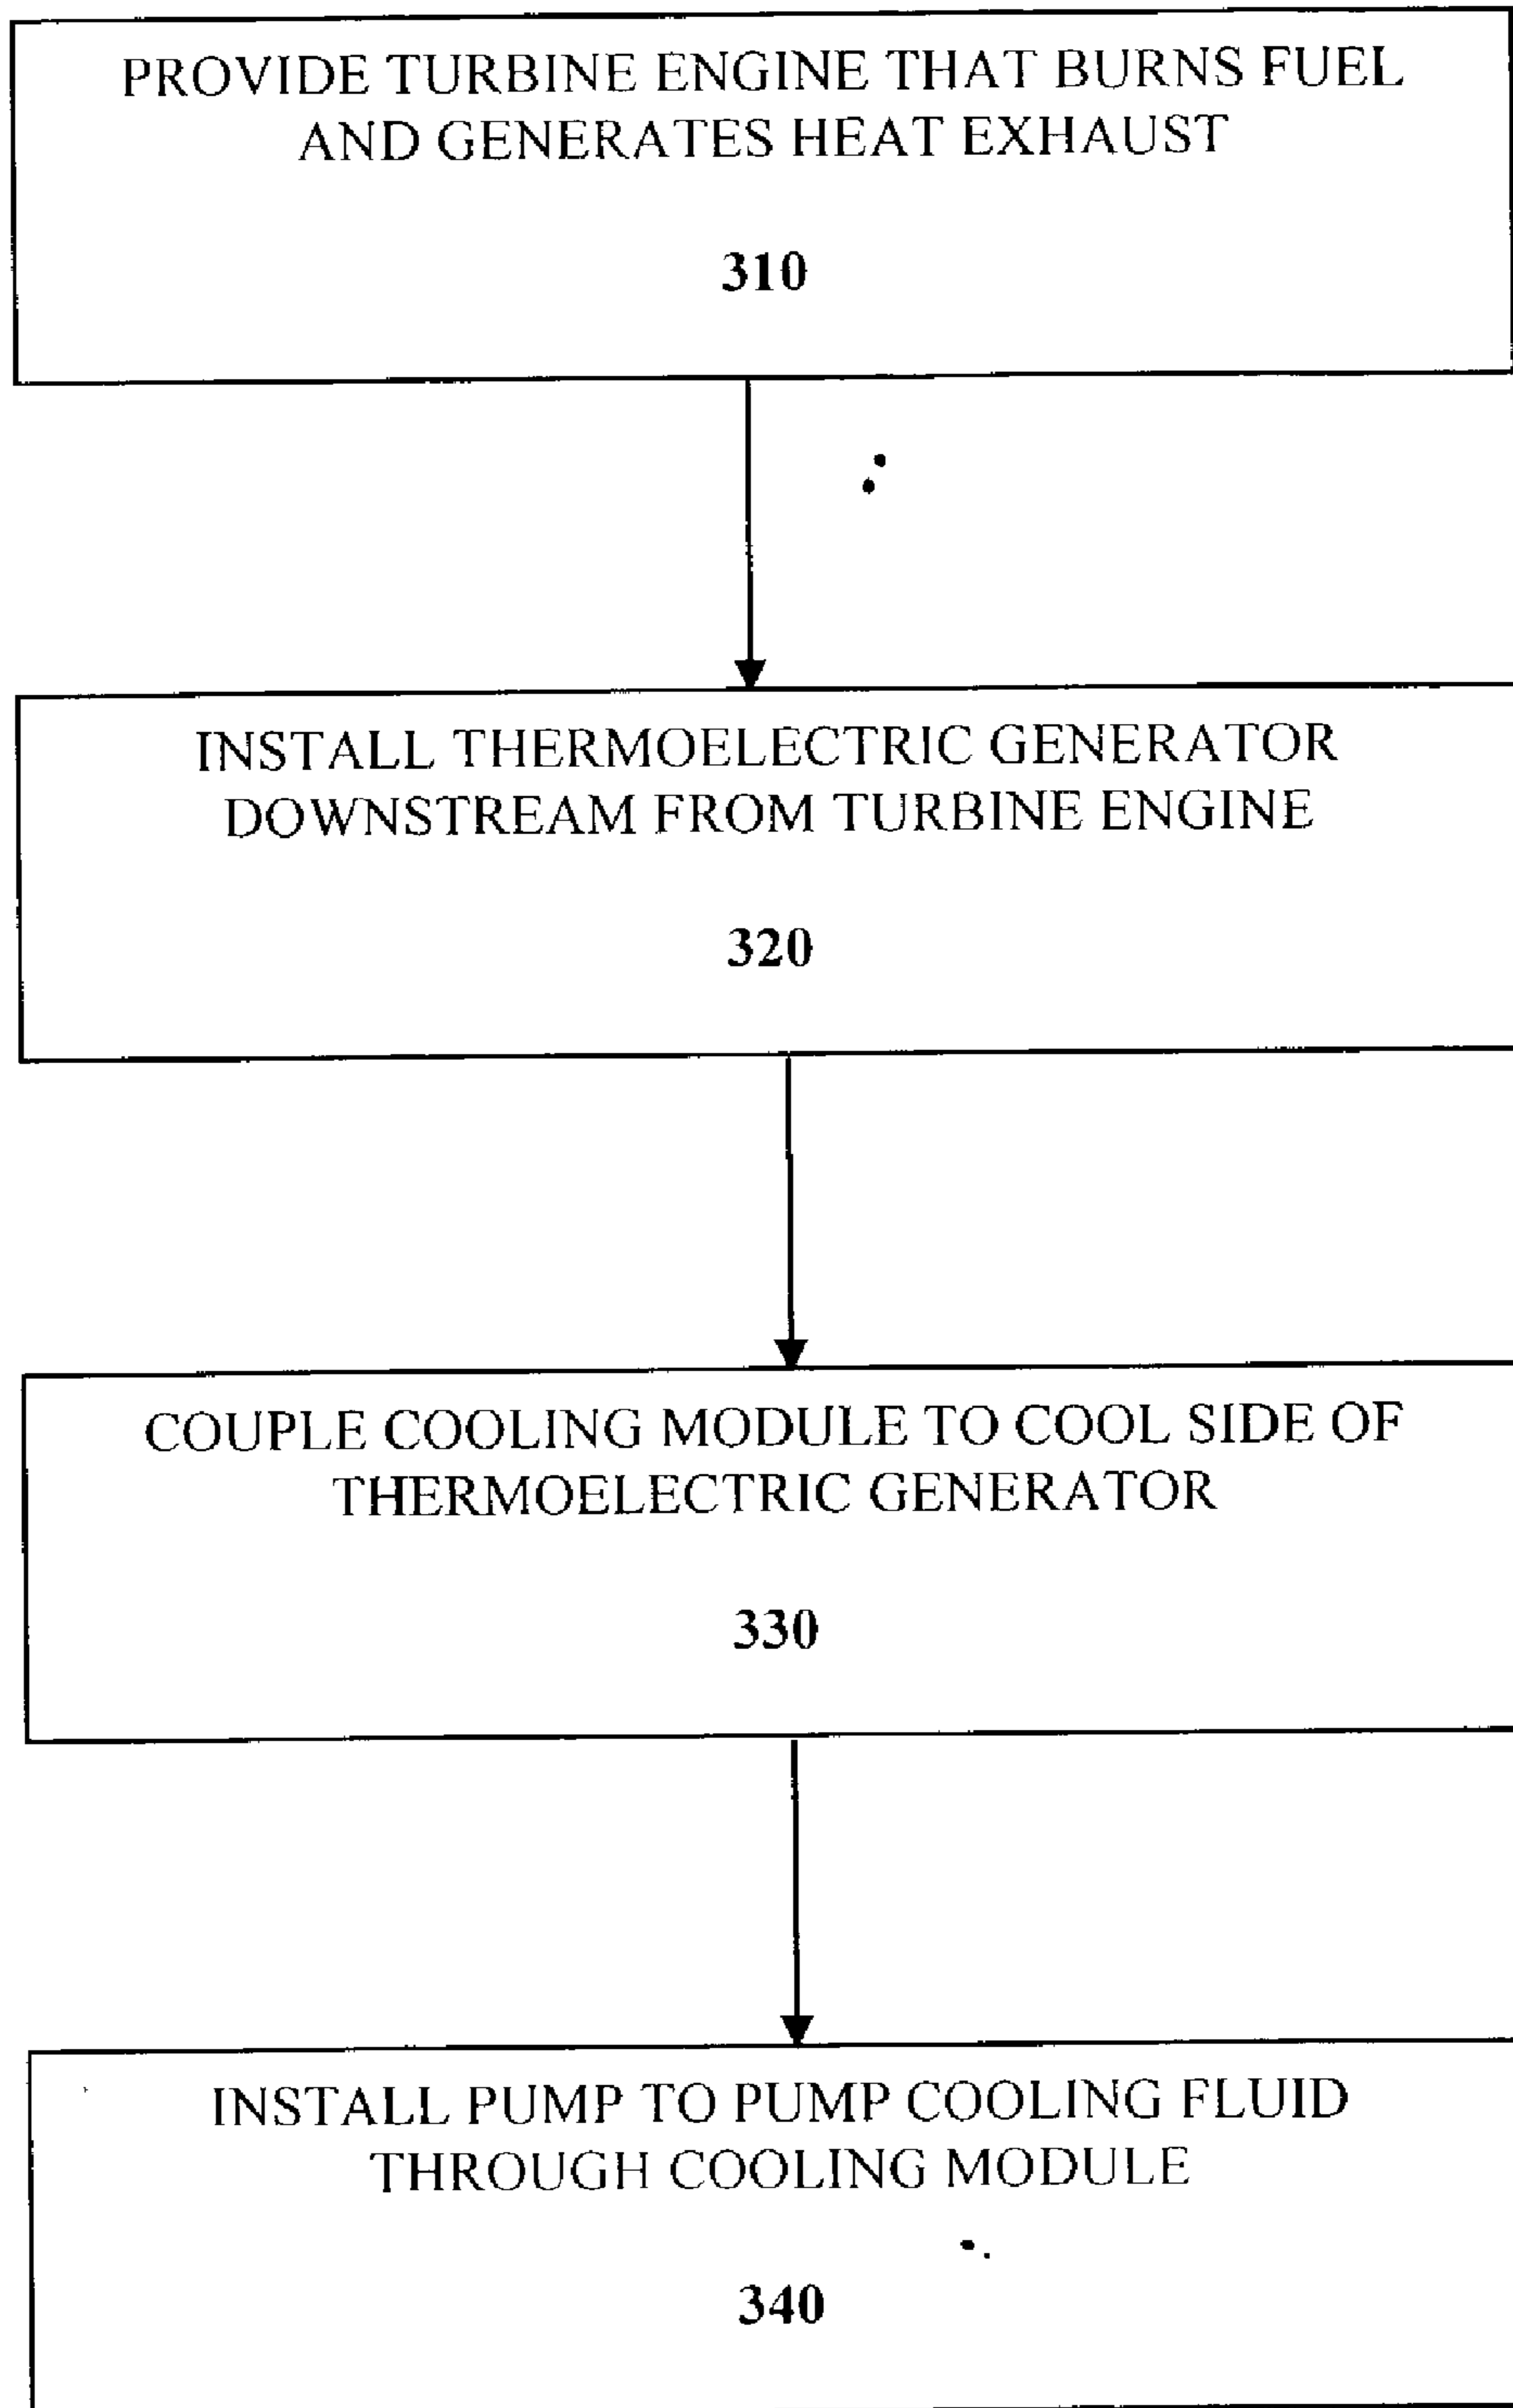 PROVIDE TURBINE ENGINE THAT BURNS FUEL
AND GENERATES HEAT EXHAUST
310
INSTALL THERMOELECTRIC GENERATOR
DOWNSTREAM FROM TURBINE ENGINE
320
COUPLE COOLING MODULE TO COOL SIDE OF
THERMOELECTRIC GENERATOR
330
INSTALL PUMP TO PUMP COOLING FLUID
THROUGH COOLING MODULE
340